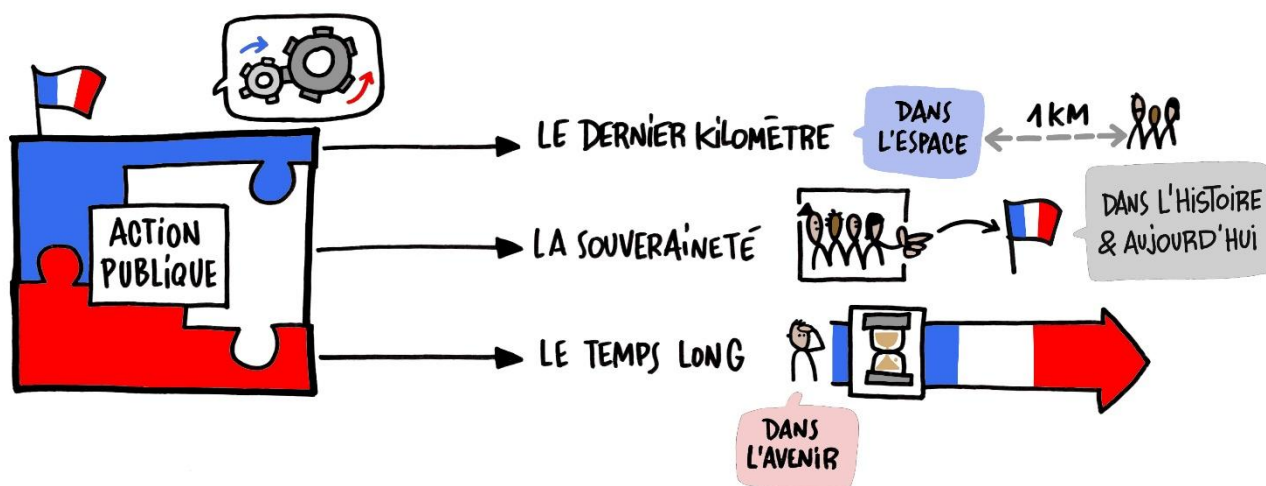 ACTION
PUBLIQUE
LE DERNIER KILOMÈTRE
DANS
L'ESPACE
1KM
LA SOUVERAINETÉ
DANS L'HISTOIRE
& AUJOURD'HUI
LE TEMPS LONG
DANS
L'AVENIR